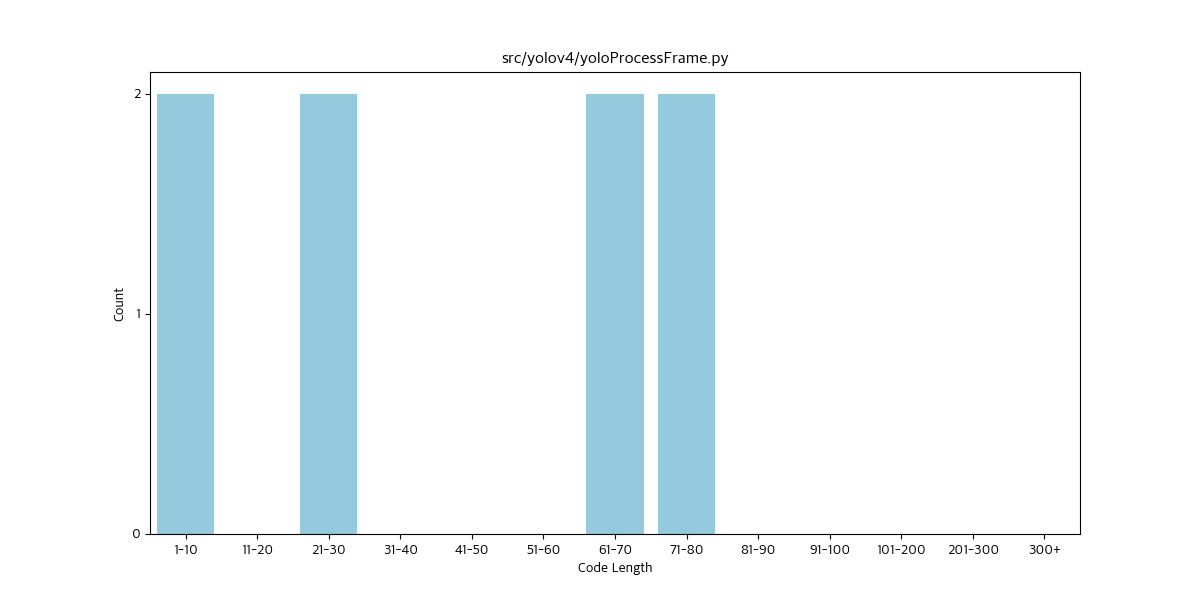 src/yolov4/yoloProcessFrame.py
2
1
0
Count
1-10 11-20 21-30 31-40 41-50 51-60 61-70 71-80 81-90 91-100 101-200 201-300 300+
Code Length